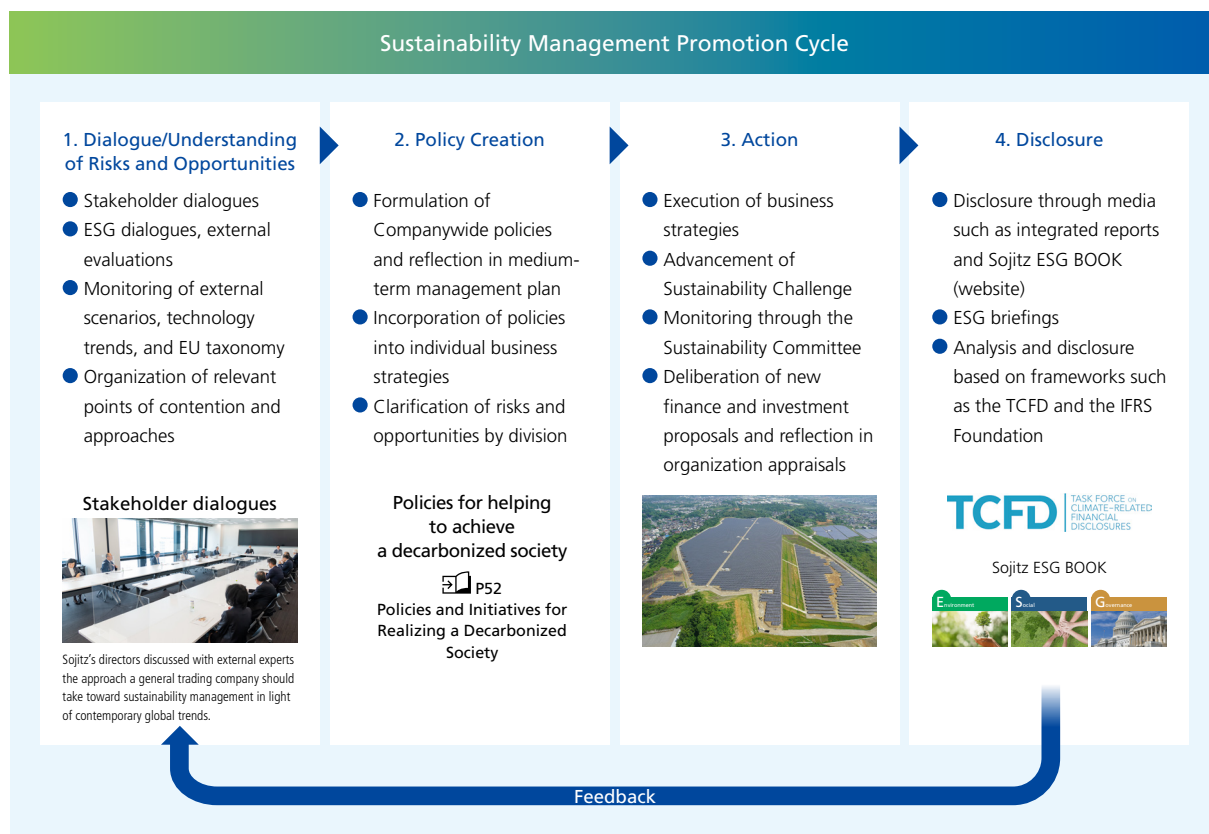 Sustainability Management Promotion Cycle
1. Dialogue/Understanding
of Risks and Opportunities
● Stakeholder dialogues
● ESG dialogues, external
evaluations
● Monitoring of external
scenarios, technology
trends, and EU taxonomy
● Organization of relevant
points of contention and
approaches
Stakeholder dialogues
Sojitz's directors discussed with external experts
the approach a general trading company should
take toward sustainability management in light
of contemporary global trends.
2. Policy Creation
● Formulation of
Companywide policies
and reflection in medium-
term management plan
● Incorporation of policies
into individual business
strategies
● Clarification of risks and
opportunities by division
Policies for helping
to achieve
a decarbonized society
P52
Policies and Initiatives for
Realizing a Decarbonized
Society
3. Action
● Execution of business
strategies
● Advancement of
Sustainability Challenge
● Monitoring through the
Sustainability Committee
● Deliberation of new
finance and investment
proposals and reflection in
organization appraisals
4. Disclosure
● Disclosure through media
such as integrated reports
and Sojitz ESG BOOK
(website)
● ESG briefings
● Analysis and disclosure
based on frameworks such
as the TCFD and the IFRS
Foundation
TCFD
TASK FORCE ON
CLIMATE-RELATED
FINANCIAL
DISCLOSURES
Sojitz ESG BOOK
Environment
Social
Governance
Feedback